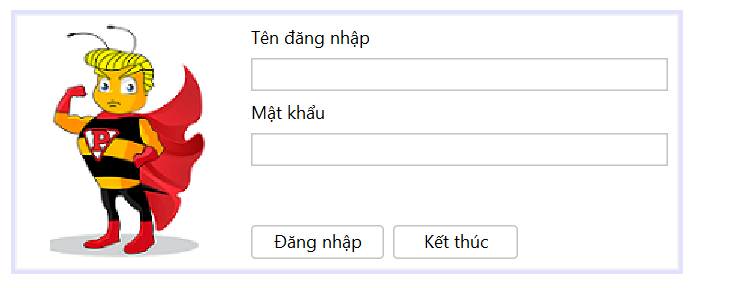 P
Tên đăng nhập
Mật khẩu
Đăng nhập
Kết thúc